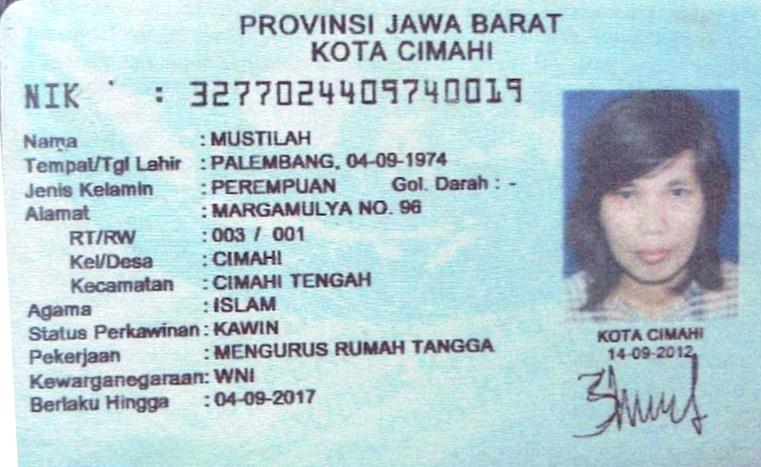 PROVINSI JAWA BARAT
KOTA CIMAHI
NIK : 3277024409740019
Nama : MUSTILAH
Tempat/Tgl Lahir : PALEMBANG, 04-09-1974
Jenis Kelamin : PEREMPUAN Gol. Darah : -
Alamat : MARGAMULYA NO. 96
RT/RW : 003 / 001
Kel/Desa : CIMAHI
Kecamatan : CIMAHI TENGAH
Agama : ISLAM
Status Perkawinan : KAWIN
Pekerjaan : MENGURUS RUMAH TANGGA
Kewarganegaraan : WNI
Berlaku Hingga : 04-09-2017
KOTA CIMAHI
14-09-2012